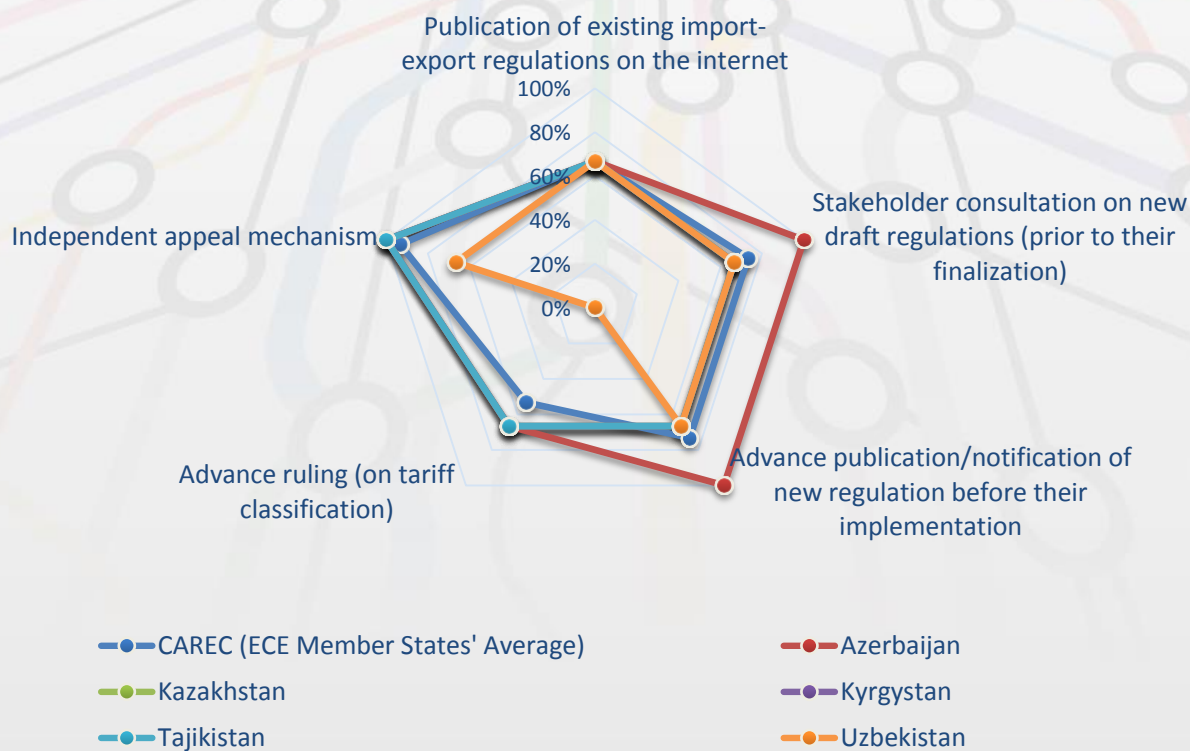 Publication of existing import-
export regulations on the internet
100%
80%
60%
40%
20%
0%
Stakeholder consultation on new
draft regulations (prior to their
finalization)
Independent appeal mechanism
Advance publication/notification of
new regulation before their
implementation
Advance ruling (on tariff
classification)
CAREC (ECE Member States' Average)
Azerbaijan
Kazakhstan
Kyrgystan
Tajikistan
Uzbekistan